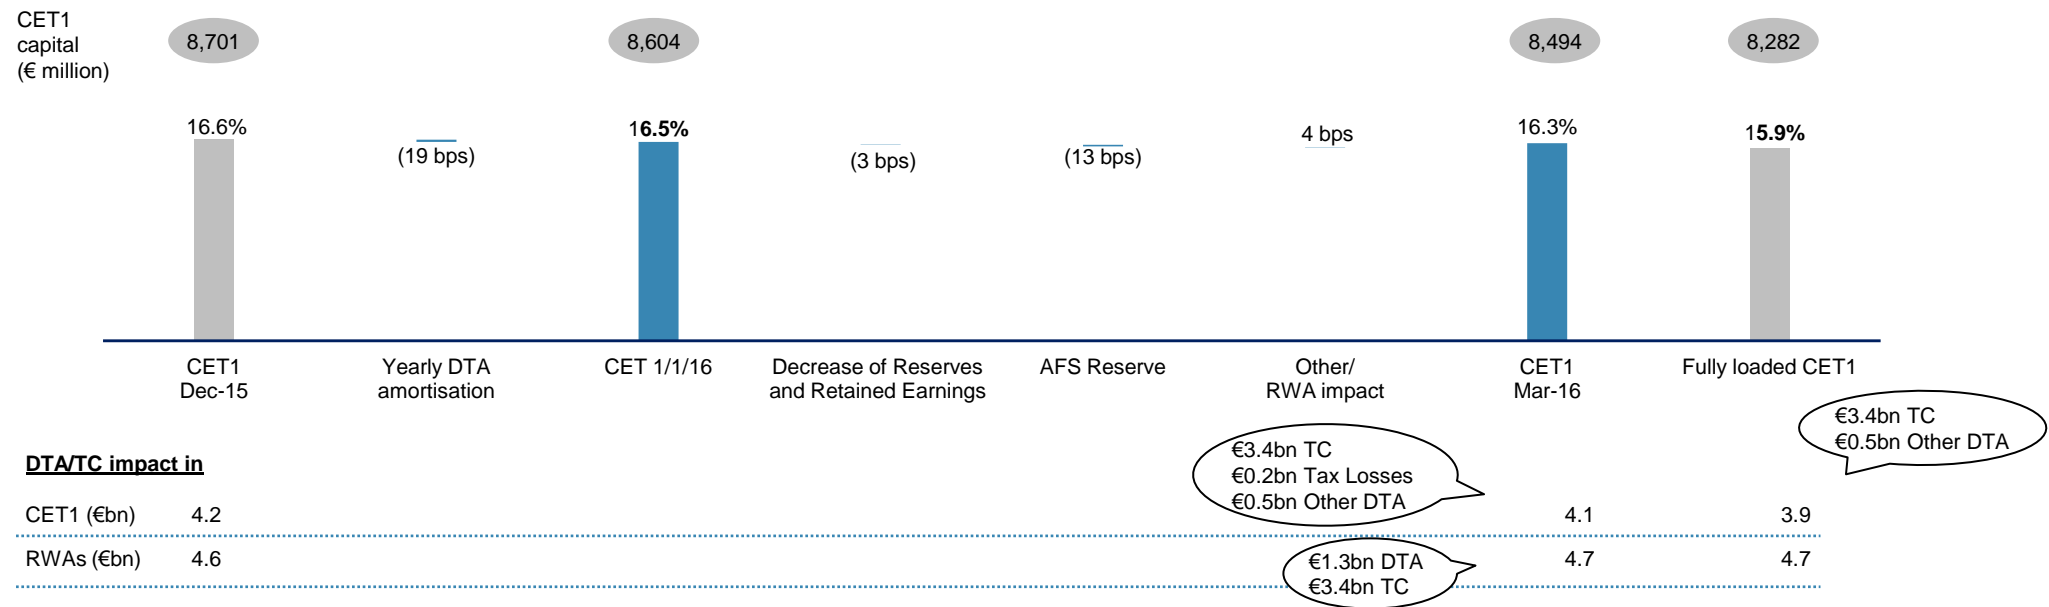 CET1
capital
(€ million)
8,701
8,604
8,494
8,282
16.6%
(19 bps)
16.5%
(3 bps)
(13 bps)
4 bps
16.3%
15.9%
CET1
Dec-15
Yearly DTA
amortisation
CET 1/1/16
Decrease of Reserves
and Retained Earnings
AFS Reserve
Other/
RWA impact
CET1
Mar-16
Fully loaded CET1
€3.4bn TC
€0.5bn Other DTA
DTA/TC impact in
€3.4bn TC
€0.2bn Tax Losses
€0.5bn Other DTA
CET1 (€bn) 4.2 4.1 3.9
RWAs (€bn) 4.6 4.7 4.7
€1.3bn DTA
€3.4bn TC